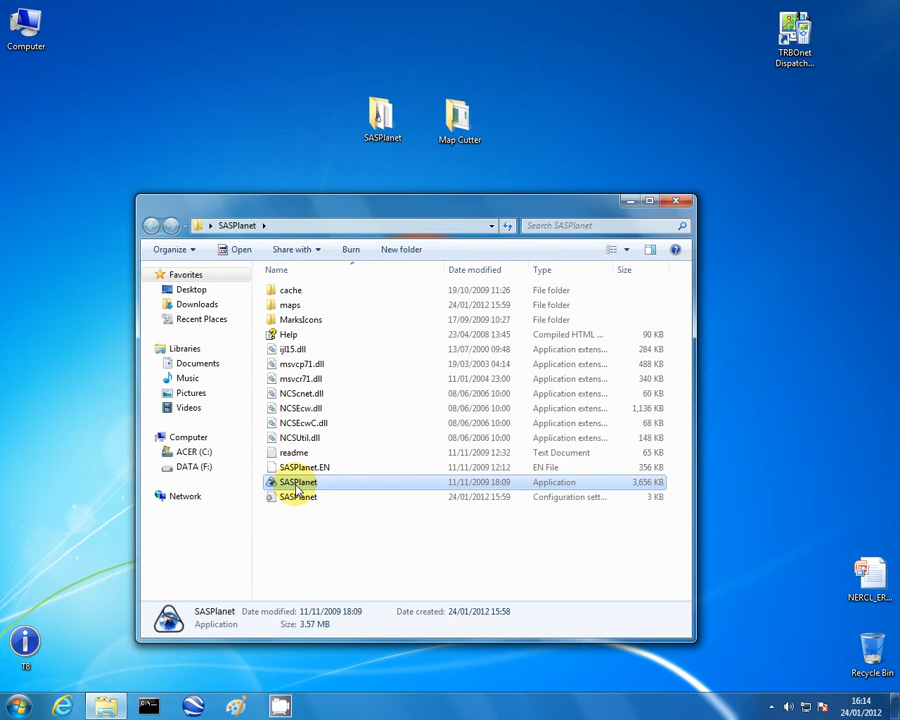 Computer
TRBOnet
Dispatch...
SASPlanet
Map Cutter
SASPlanet
Search SASPlanet
Organize
Open
Share with
Burn
New folder
Name Date modified Type Size
Favorites
Desktop
Downloads
Recent Places
Libraries
Documents
Music
Pictures
Videos
Computer
ACER (C:)
DATA (F:)
Network
cache 19/10/2009 11:26 File folder
maps 24/01/2012 15:59 File folder
MarksIcons 17/09/2009 10:27 File folder
Help 23/04/2008 13:45 Compiled HTML ... 90 KB
ijl15.dll 13/07/2000 09:48 Application extens... 284 KB
msvcp71.dll 19/03/2003 04:14 Application extens... 488 KB
msvcr71.dll 11/01/2004 23:00 Application extens... 340 KB
NCScnet.dll 08/06/2006 10:00 Application extens... 60 KB
NCSEcw.dll 08/06/2006 10:00 Application extens... 1,136 KB
NCSEcwC.dll 08/06/2006 10:00 Application extens... 68 KB
NCSUtil.dll 08/06/2006 10:00 Application extens... 148 KB
readme 11/11/2009 12:32 Text Document 65 KB
SASPlanet.EN 11/11/2009 12:12 EN File 356 KB
SASPlanet 11/11/2009 18:09 Application 3,656 KB
SASPlanet 24/01/2012 15:59 Configuration sett... 3 KB
SASPlanet Date modified: 11/11/2009 18:09 Date created: 24/01/2012 15:58
Application Size: 3.57 MB
NERCL_ER...
T8
Recycle Bin
16:14
24/01/2012